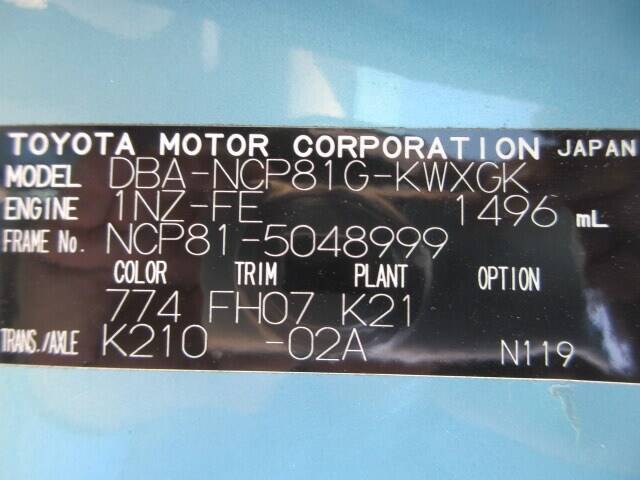 TOYOTA MOTOR CORPORATION JAPAN
MODEL DBA-NCP81G-KWXGK
ENGINE 1NZ-FE 1496 mL
FRAME No. NCP81-5048999
COLOR TRIM PLANT OPTION
774 FH07 K21
TRANS./AXLE K210 -02A N119